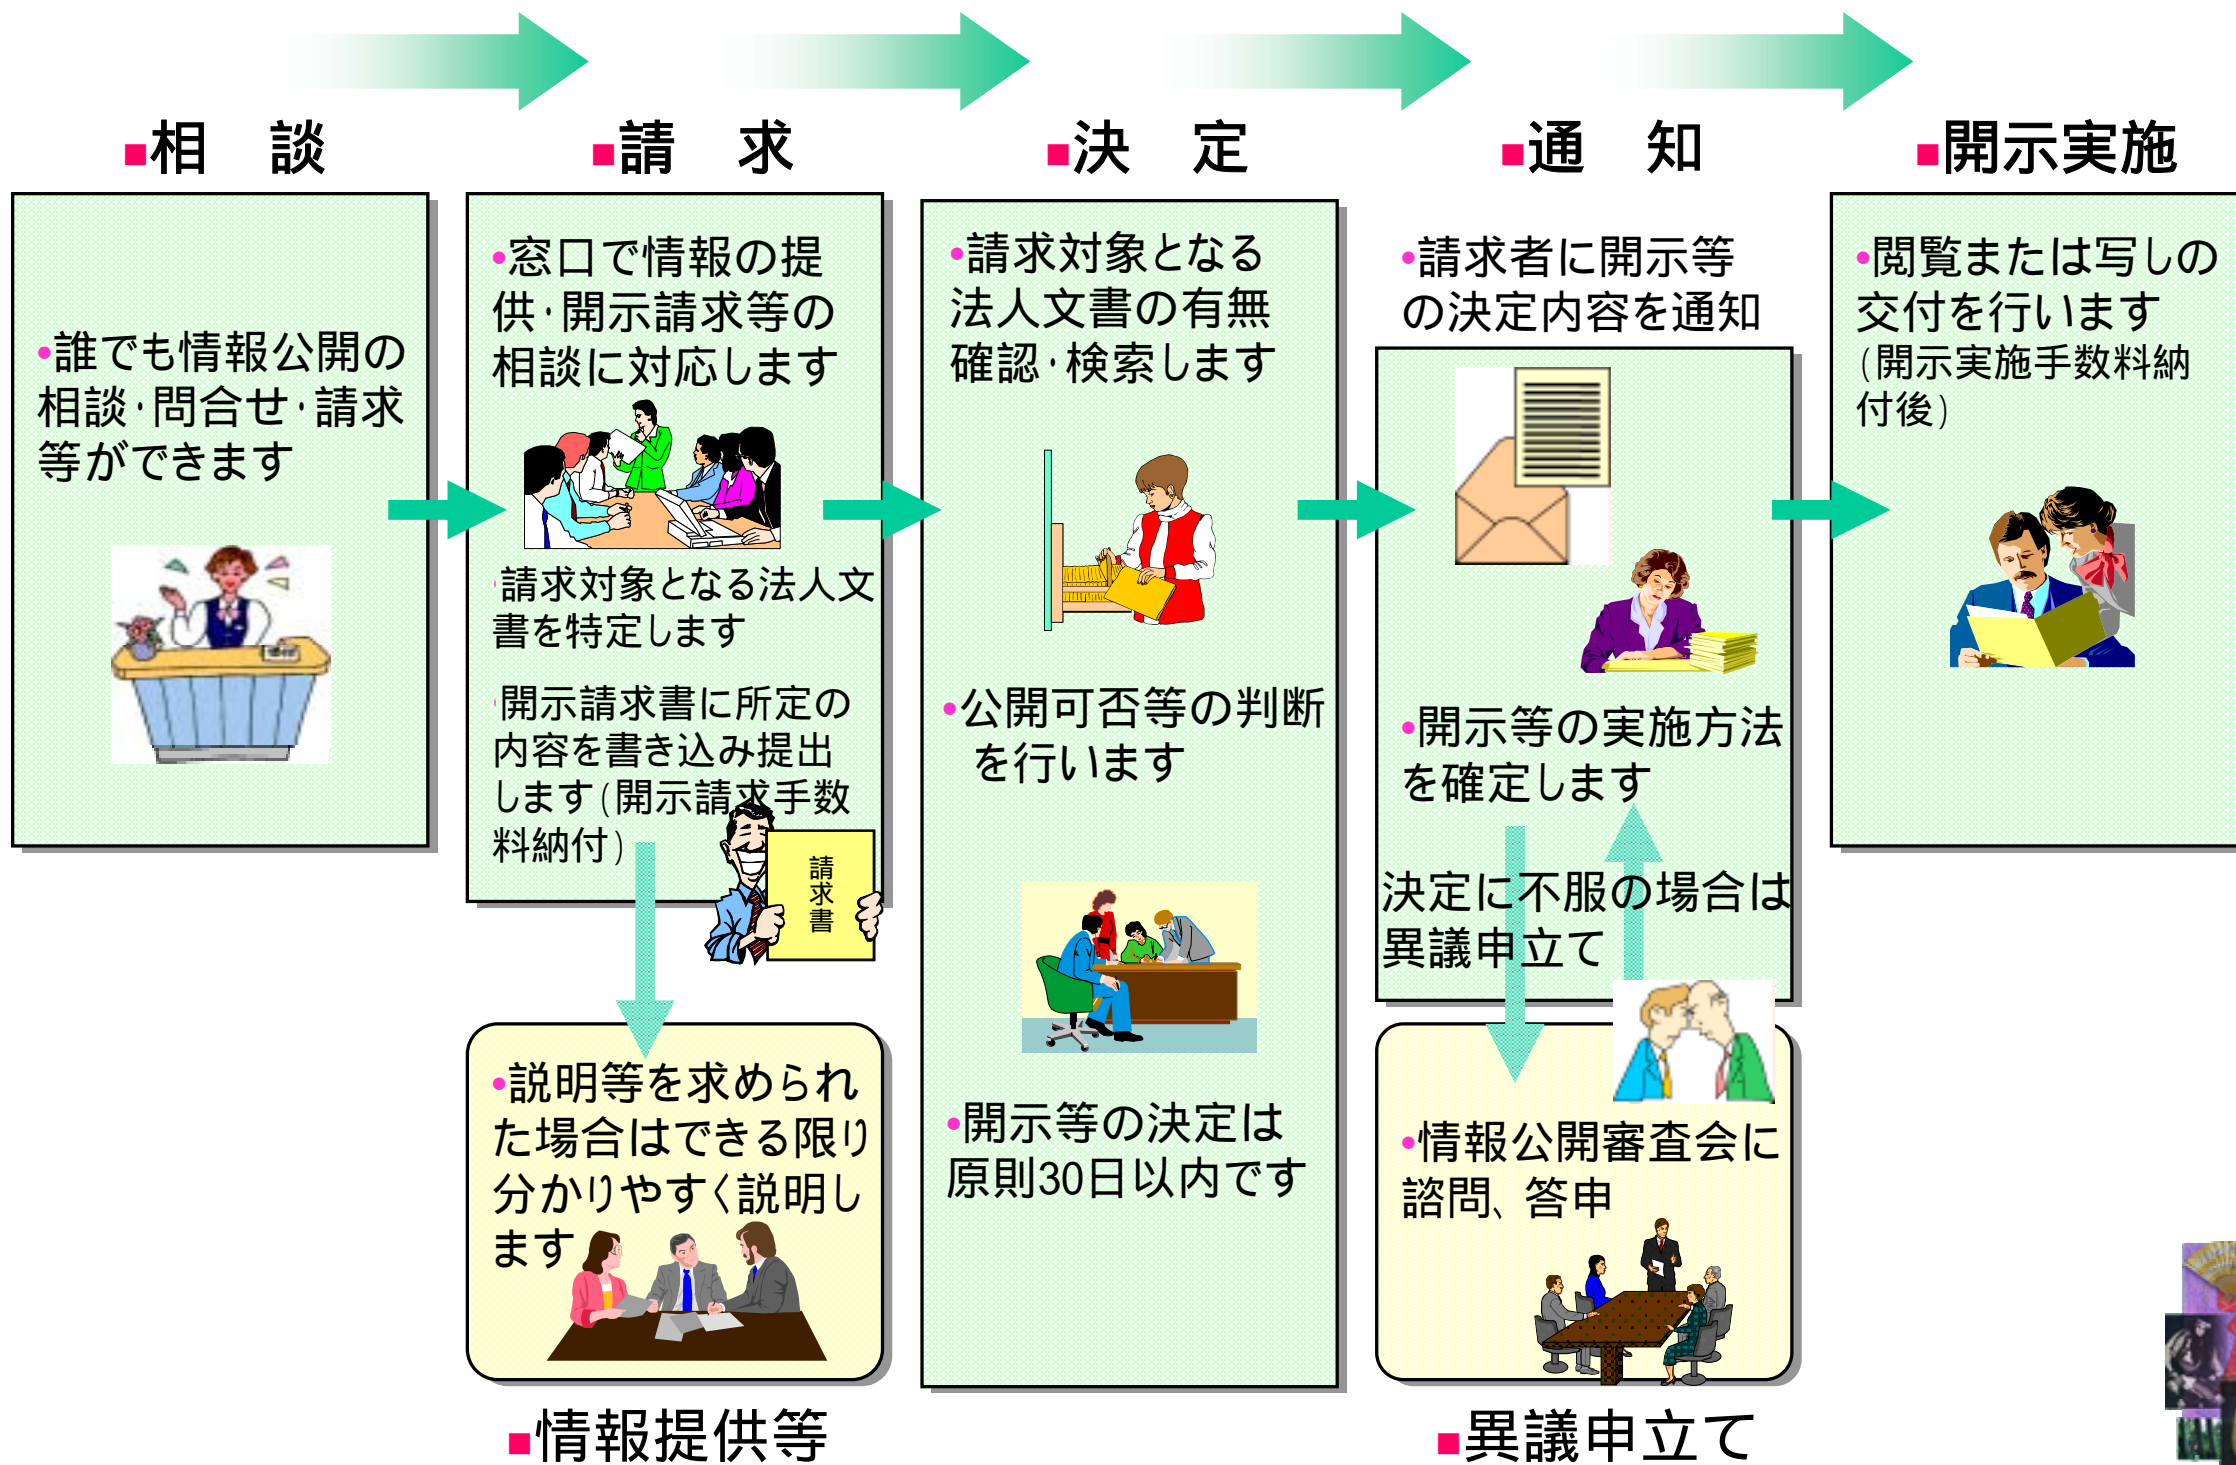 ■相　談
■請　求
■決　定
■通　知
■開示実施
•誰でも情報公開の
相談・問合せ・請求
等ができます
•窓口で情報の提
供・開示請求等の
相談に対応します
・請求対象となる法人文
書を特定します
・開示請求書に所定の
内容を書き込み提出
します(開示請求手数
料納付)
請求書
•説明等を求められ
た場合はできる限り
分かりやすく説明し
ます
■情報提供等
•請求対象となる
法人文書の有無
確認・検索します
•公開可否等の判断
を行います
•開示等の決定は
原則30日以内です
•請求者に開示等
の決定内容を通知
•開示等の実施方法
を確定します
決定に不服の場合は
異議申立て
•情報公開審査会に
諮問、答申
■異議申立て
•閲覧または写しの
交付を行います
(開示実施手数料納
付後)